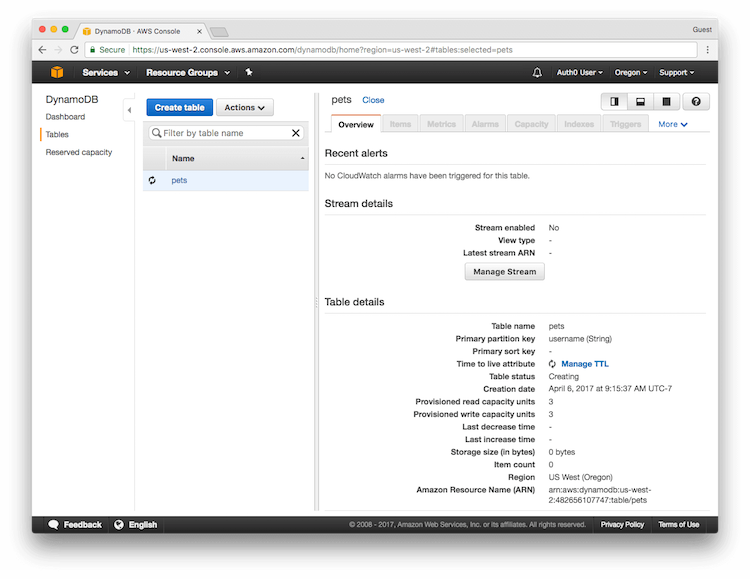 DynamoDB · AWS Console
Guest
Secure https://us-west-2.console.aws.amazon.com/dynamodb/home?region=us-west-2#tables:selected=pets
Services Resource Groups Auth0 User Oregon Support
DynamoDB
Dashboard
Tables
Reserved capacity
Create table Actions
Filter by table name
Name
pets
pets Close
Overview Items Metrics Alarms Capacity Indexes Triggers More
Recent alerts
No CloudWatch alarms have been triggered for this table.
Stream details
Stream enabled No
View type -
Latest stream ARN -
Manage Stream
Table details
Table name pets
Primary partition key username (String)
Primary sort key -
Time to live attribute Manage TTL
Table status Creating
Creation date April 6, 2017 at 9:15:37 AM UTC-7
Provisioned read capacity units 3
Provisioned write capacity units 3
Last decrease time -
Last increase time -
Storage size (in bytes) 0 bytes
Item count 0
Region US West (Oregon)
Amazon Resource Name (ARN) arn:aws:dynamodb:us-west-
2:482656107747:table/pets
Feedback English © 2008 - 2017, Amazon Web Services, Inc. or its affiliates. All rights reserved. Privacy Policy Terms of Use